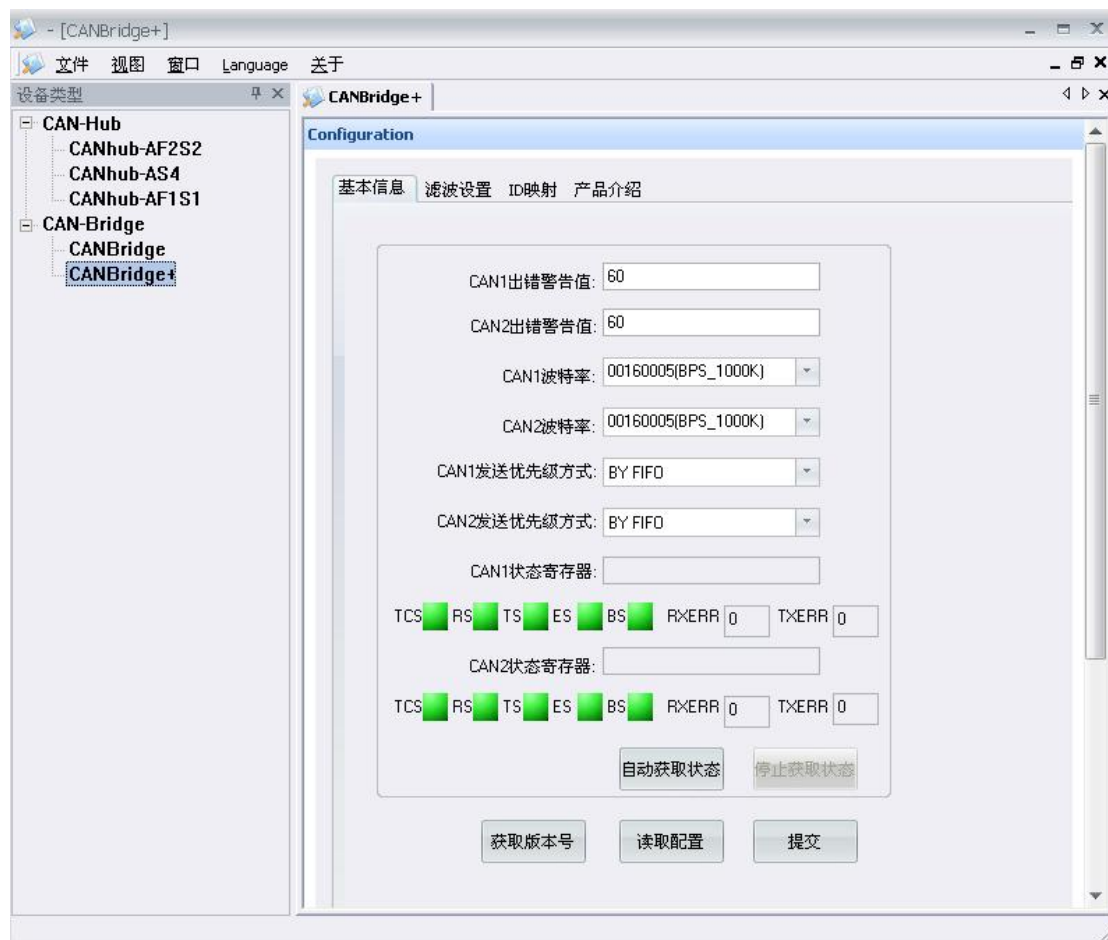 - [CANBridge+]
文件 视图 窗口 Language 关于
设备类型
CANBridge+
CAN-Hub
CANhub-AF2S2
CANhub-AS4
CANhub-AF1S1
CAN-Bridge
CANBridge
CANBridge+
Configuration
基本信息 滤波设置 ID映射 产品介绍
CAN1出错警告值: 60
CAN2出错警告值: 60
CAN1波特率: 00160005(BPS_1000K)
CAN2波特率: 00160005(BPS_1000K)
CAN1发送优先级方式: BY FIFO
CAN2发送优先级方式: BY FIFO
CAN1状态寄存器:
TCS RS TS ES BS RXERR 0 TXERR 0
CAN2状态寄存器:
TCS RS TS ES BS RXERR 0 TXERR 0
自动获取状态 停止获取状态
获取版本号 读取配置 提交